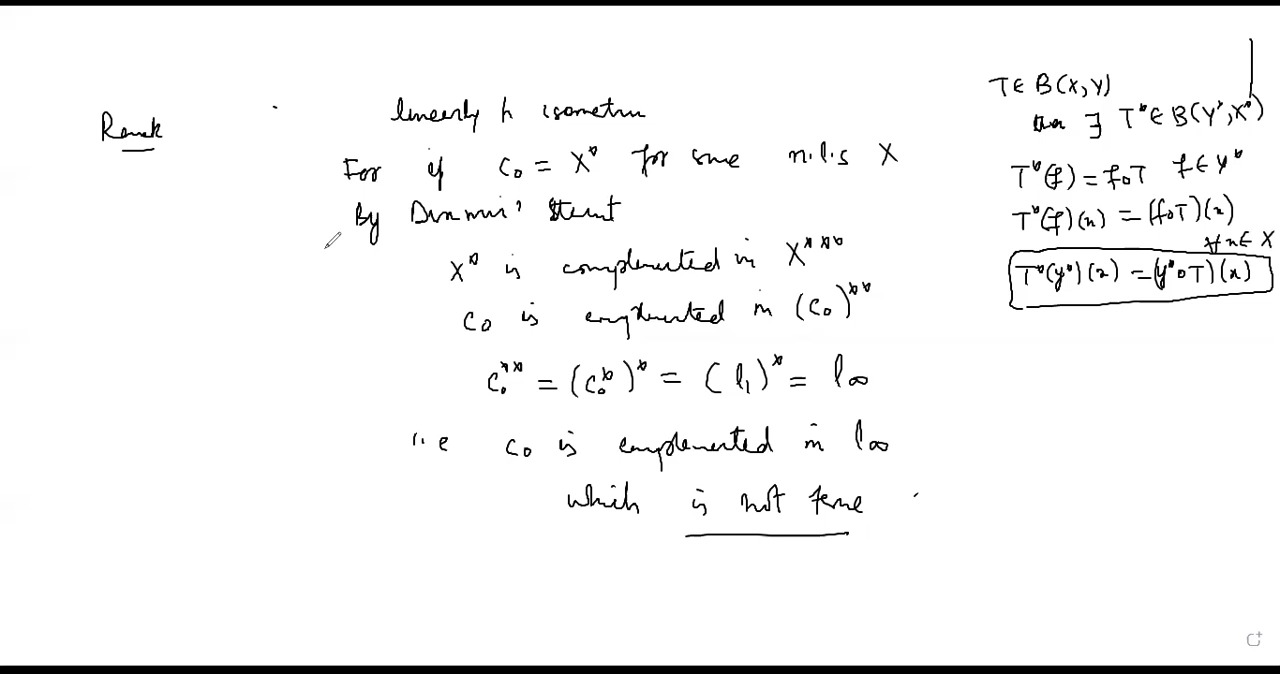 Remark
linearly h isometric
For if c₀ = X* for some n.l.s X
By Dixmier's
X* is complemented in X***
c₀ is complemented in (c₀)**
c₀** = (c₀*)* = (l₁)* = l∞
i.e c₀ is complemented in l∞
which is not true
T ∈ B(X,Y)
then ∃ T* ∈ B(Y*,X*)
T*(f) = f∘T f ∈ Y*
T*(f)(x) = (f∘T)(x)
∀ x ∈ X
T*(y*)(x) = (y*∘T)(x)